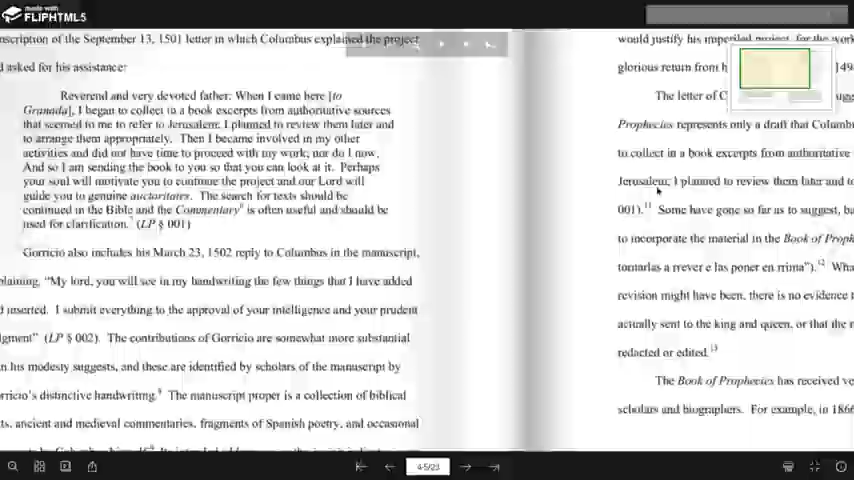 made with
FLIPHTML5
nscription of the September 13, 1501 letter in which Columbus explained the project
d asked for his assistance:
Reverend and very devoted father: When I came here [to
Granada], I began to collect in a book excerpts from authoritative sources
that seemed to me to refer to Jerusalem; I planned to review them later and
to arrange them appropriately. Then I became involved in my other
activities and did not have time to proceed with my work; nor do I now.
And so I am sending the book to you so that you can look at it. Perhaps
your soul will motivate you to continue the project and our Lord will
guide you to genuine auctoritates. The search for texts should be
continued in the Bible and the Commentary is often useful and should be
used for clarification.7 (LP § 001)
Gorricio also includes his March 23, 1502 reply to Columbus in the manuscript,
plaining, “My lord, you will see in my handwriting the few things that I have added
d inserted. I submit everything to the approval of your intelligence and your prudent
dgment” (LP § 002). The contributions of Gorricio are somewhat more substantial
n his modesty suggests, and these are identified by scholars of the manuscript by
rricio’s distinctive handwriting.8 The manuscript proper is a collection of biblical
ts, ancient and medieval commentaries, fragments of Spanish poetry, and occasional
would justify his imperiled project, for the work
glorious return from h
The letter of C
Prophecies represents only a draft that Columb
to collect in a book excerpts from authoritative
Jerusalem; I planned to review them later and to
001).11 Some have gone so far as to suggest, ba
to incorporate the material in the Book of Proph
tornarlas a rrever e las poner en rrima”).12 Wha
revision might have been, there is no evidence t
actually sent to the king and queen, or that the m
redacted or edited.13
The Book of Prophecies has received ve
scholars and biographers. For example, in 1866
4-5/23